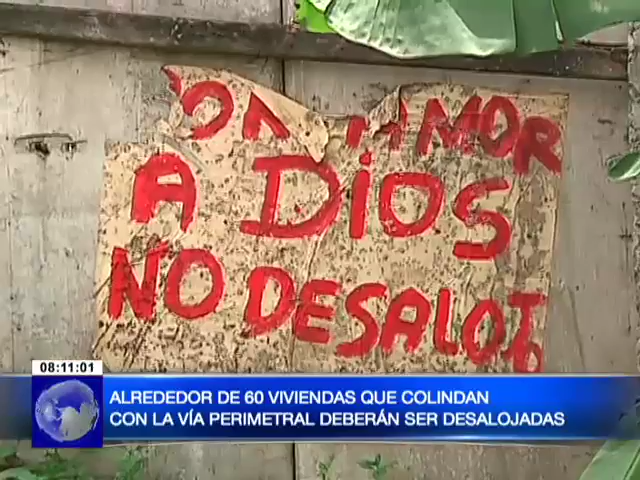 AMOR
A Dios
NO DESALOJO
08:11:01
ALREDEDOR DE 60 VIVIENDAS QUE COLINDAN
CON LA VÍA PERIMETRAL DEBERÁN SER DESALOJADAS